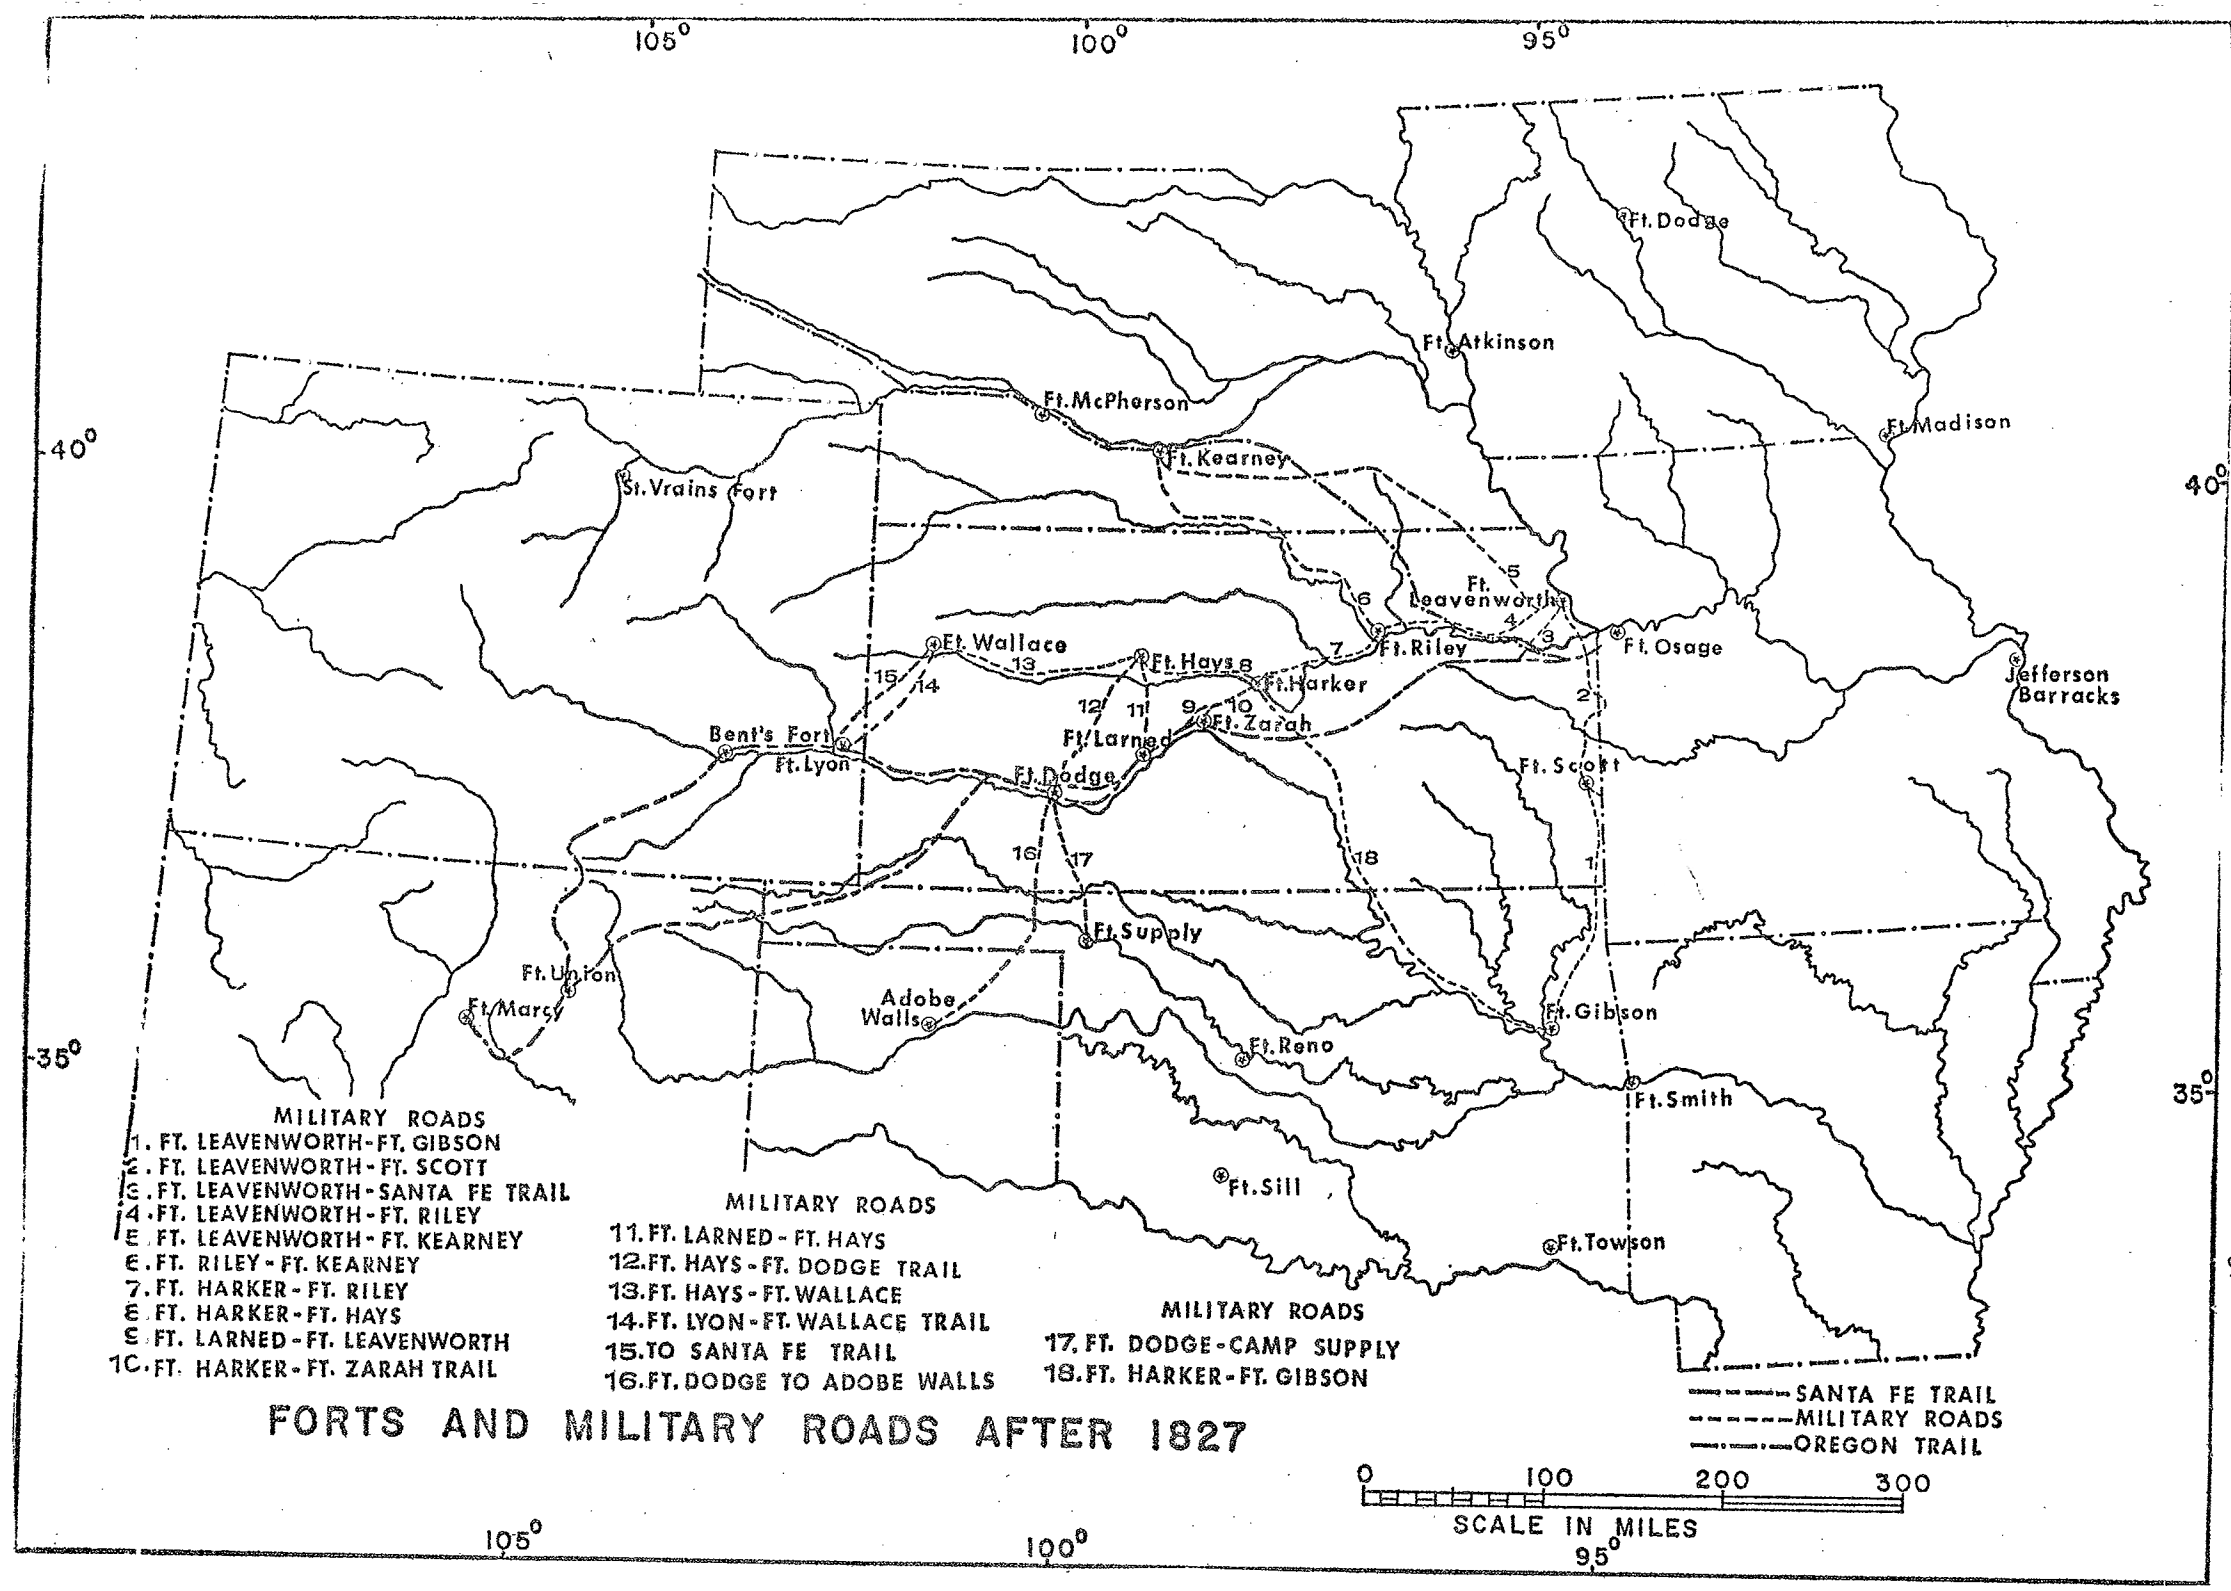 105⁰ 100⁰ 95⁰
Ft. Dodge
Ft. Atkinson
Ft. McPherson
Ft. Madison
40⁰
Ft. Kearney
40⁰
St. Vrains Fort
5
Ft.
Leavenworth
6
4
3
7
Ft. Riley
Ft. Osage
Ft. Wallace
13
Ft. Hays
8
15
14
Ft. Harker
Jefferson
Barracks
2
12
11
9
10
Ft. Zarah
Bent's Fort
Ft. Larned
Ft. Lyon
Ft. Dodge
Ft. Scott
16
17
18
1
Ft. Supply
Ft. Union
Ft. Marcy
Adobe
Walls
Ft. Gibson
Ft. Reno
35⁰
35⁰
Ft. Smith
Ft. Sill
Ft. Towson
MILITARY ROADS
1. FT. LEAVENWORTH-FT. GIBSON
2. FT. LEAVENWORTH-FT. SCOTT
3. FT. LEAVENWORTH-SANTA FE TRAIL
4. FT. LEAVENWORTH-FT. RILEY
5. FT. LEAVENWORTH-FT. KEARNEY
6. FT. RILEY-FT. KEARNEY
7. FT. HARKER-FT. RILEY
8. FT. HARKER-FT. HAYS
9. FT. LARNED-FT. LEAVENWORTH
10. FT. HARKER-FT. ZARAH TRAIL
MILITARY ROADS
11. FT. LARNED-FT. HAYS
12. FT. HAYS-FT. DODGE TRAIL
13. FT. HAYS-FT. WALLACE
14. FT. LYON-FT. WALLACE TRAIL
15. TO SANTA FE TRAIL
16. FT. DODGE TO ADOBE WALLS
MILITARY ROADS
17. FT. DODGE-CAMP SUPPLY
18. FT. HARKER-FT. GIBSON
SANTA FE TRAIL
MILITARY ROADS
OREGON TRAIL
FORTS AND MILITARY ROADS AFTER 1827
0 100 200 300
SCALE IN MILES
105⁰ 100⁰ 95⁰